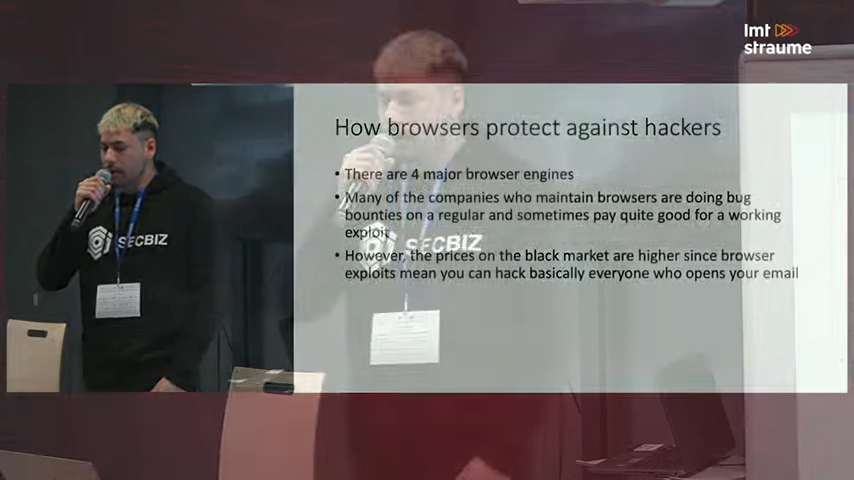 lmt
straume
How browsers protect against hackers
• There are 4 major browser engines
• Many of the companies who maintain browsers are doing bug
bounties on a regular and sometimes pay quite good for a working
exploit
• However, the prices on the black market are higher since browser
exploits mean you can hack basically everyone who opens your email
SECBIZ
SECBIZ